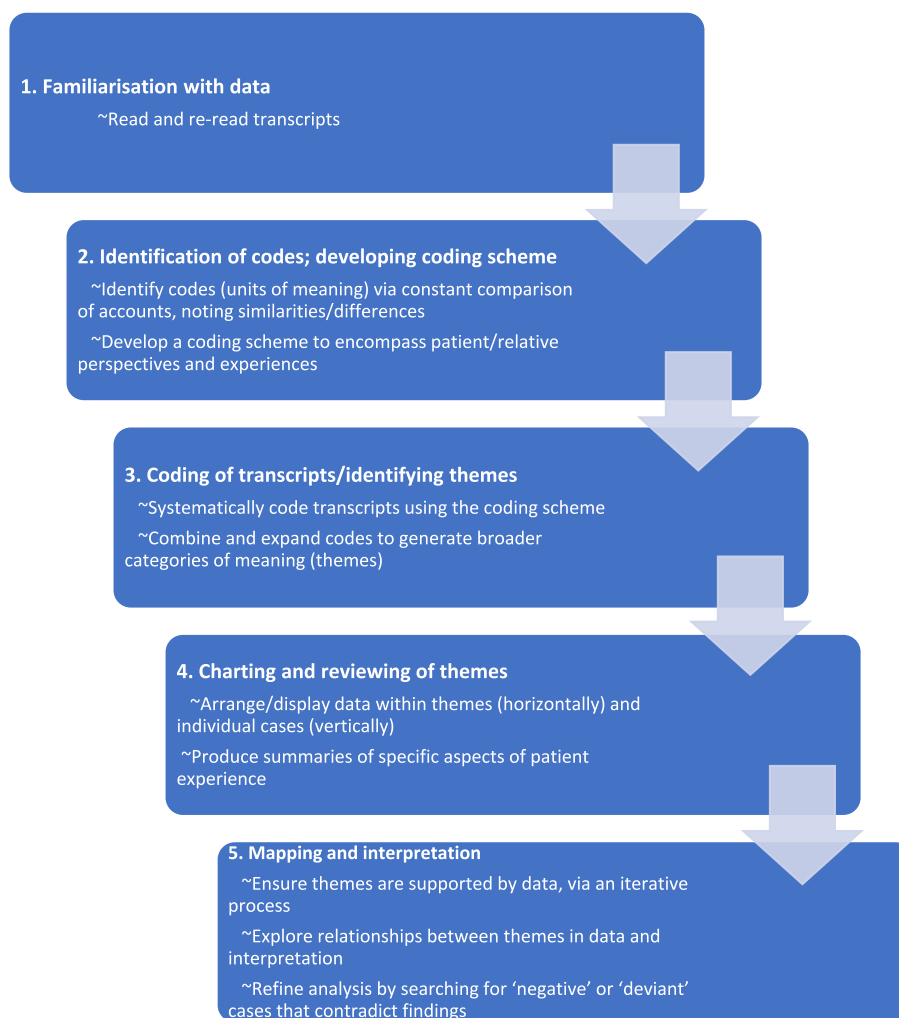 1. Familiarisation with data
~Read and re-read transcripts
2. Identification of codes; developing coding scheme
~Identify codes (units of meaning) via constant comparison
of accounts, noting similarities/differences
~Develop a coding scheme to encompass patient/relative
perspectives and experiences
3. Coding of transcripts/identifying themes
~Systematically code transcripts using the coding scheme
~Combine and expand codes to generate broader
categories of meaning (themes)
4. Charting and reviewing of themes
~Arrange/display data within themes (horizontally) and
individual cases (vertically)
~Produce summaries of specific aspects of patient
experience
5. Mapping and interpretation
~Ensure themes are supported by data, via an iterative
process
~Explore relationships between themes in data and
interpretation
~Refine analysis by searching for ‘negative’ or ‘deviant’
cases that contradict findings